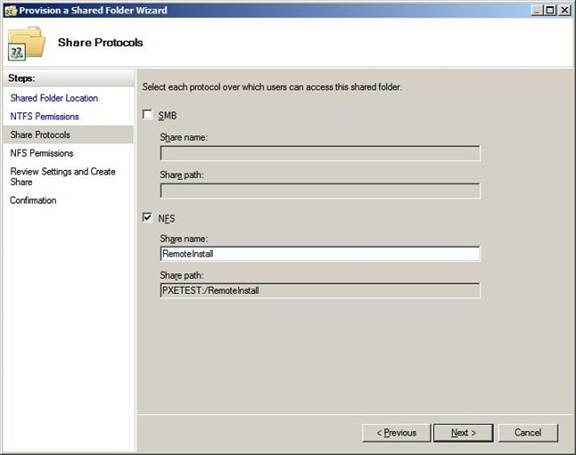 Provision a Shared Folder Wizard
Share Protocols
Steps:
Shared Folder Location
NTFS Permissions
Share Protocols
NFS Permissions
Review Settings and Create
Share
Confirmation
Select each protocol over which users can access this shared folder.
SMB
Share name:
Share path:
NFS
Share name:
RemoteInstall
Share path:
PXETEST:/RemoteInstall
< Previous
Next >
Cancel